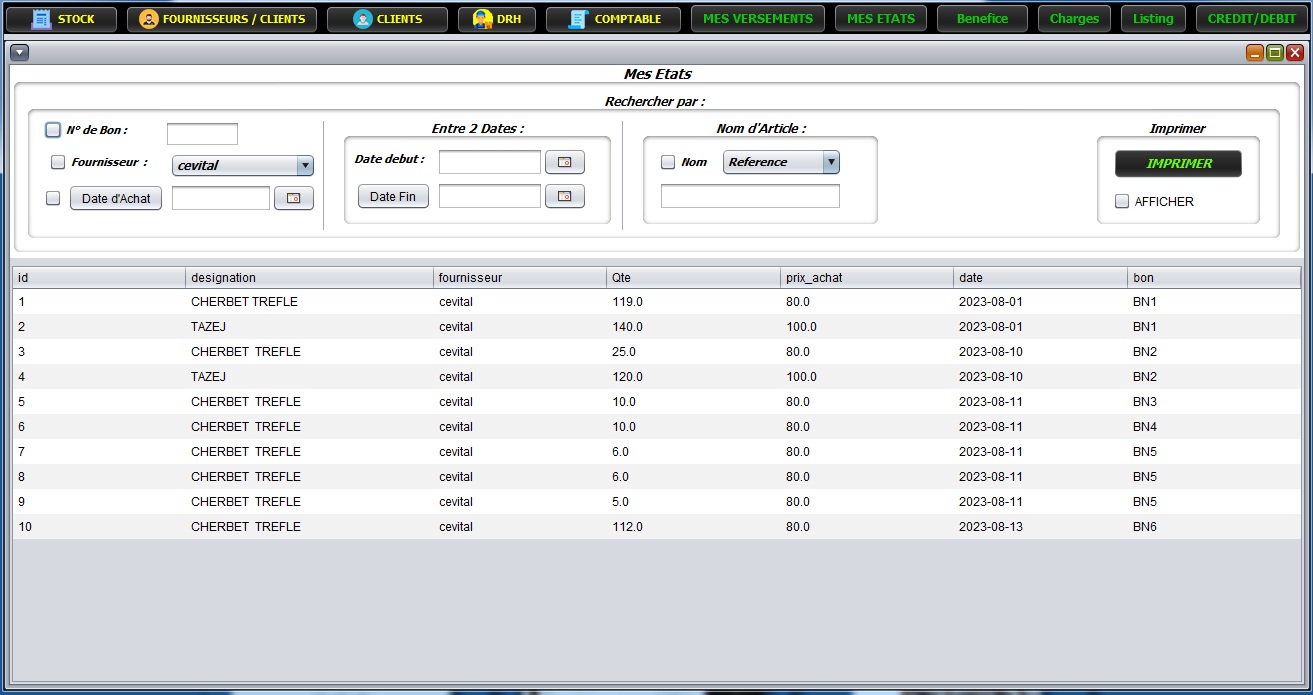 STOCK FOURNISSEURS / CLIENTS CLIENTS DRH COMPTABLE MES VERSEMENTS MES ETATS Benefice Charges Listing CREDIT/DEBIT
Mes Etats
Rechercher par :
N° de Bon :
Fournisseur : cevital
Date d'Achat
Entre 2 Dates :
Date debut :
Date Fin
Nom d'Article :
Nom Reference
Imprimer
IMPRIMER
AFFICHER
id designation fournisseur Qte prix_achat date bon
1 CHERBET TREFLE cevital 119.0 80.0 2023-08-01 BN1
2 TAZEJ cevital 140.0 100.0 2023-08-01 BN1
3 CHERBET TREFLE cevital 25.0 80.0 2023-08-10 BN2
4 TAZEJ cevital 120.0 100.0 2023-08-10 BN2
5 CHERBET TREFLE cevital 10.0 80.0 2023-08-11 BN3
6 CHERBET TREFLE cevital 10.0 80.0 2023-08-11 BN4
7 CHERBET TREFLE cevital 6.0 80.0 2023-08-11 BN5
8 CHERBET TREFLE cevital 6.0 80.0 2023-08-11 BN5
9 CHERBET TREFLE cevital 5.0 80.0 2023-08-11 BN5
10 CHERBET TREFLE cevital 112.0 80.0 2023-08-13 BN6